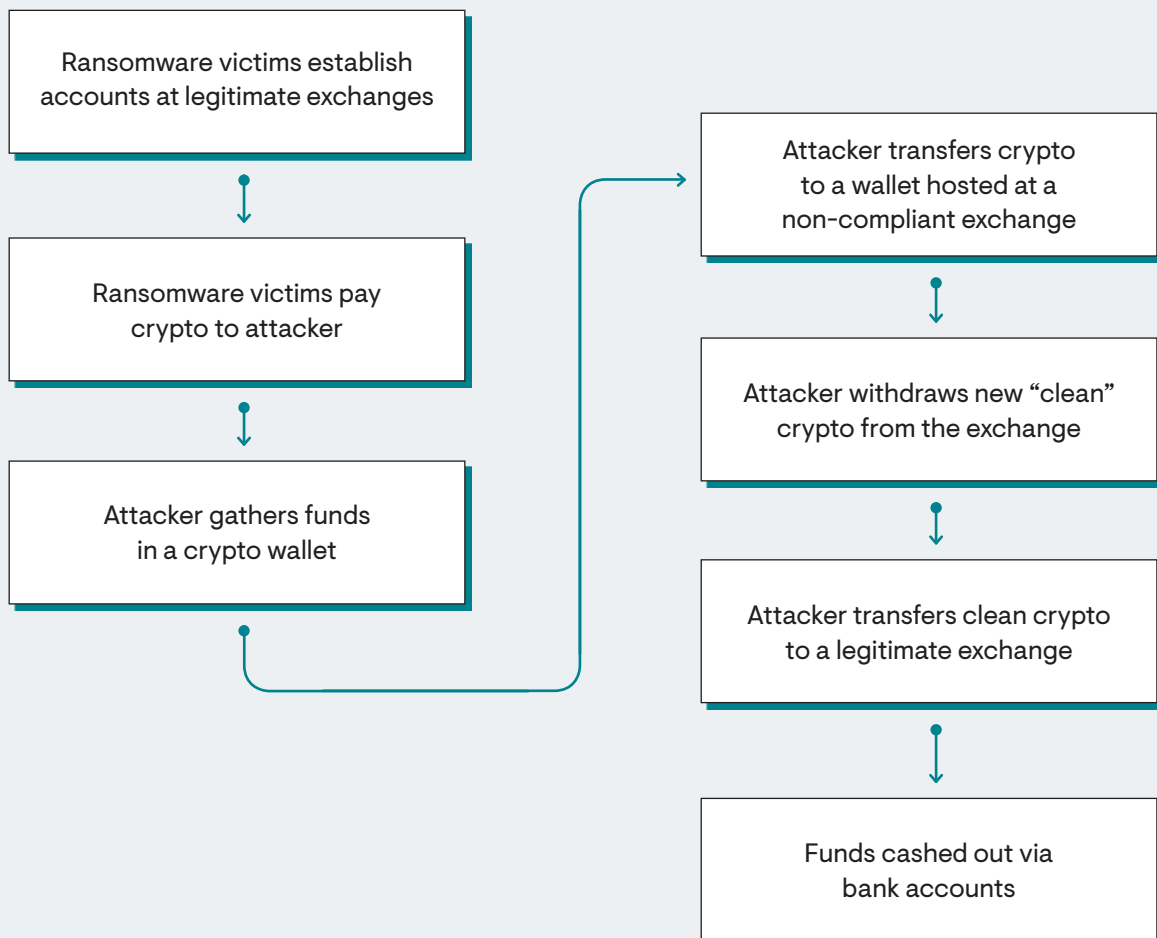 Ransomware victims establish
accounts at legitimate exchanges
Ransomware victims pay
crypto to attacker
Attacker gathers funds
in a crypto wallet
Attacker transfers crypto
to a wallet hosted at a
non-compliant exchange
Attacker withdraws new “clean”
crypto from the exchange
Attacker transfers clean crypto
to a legitimate exchange
Funds cashed out via
bank accounts